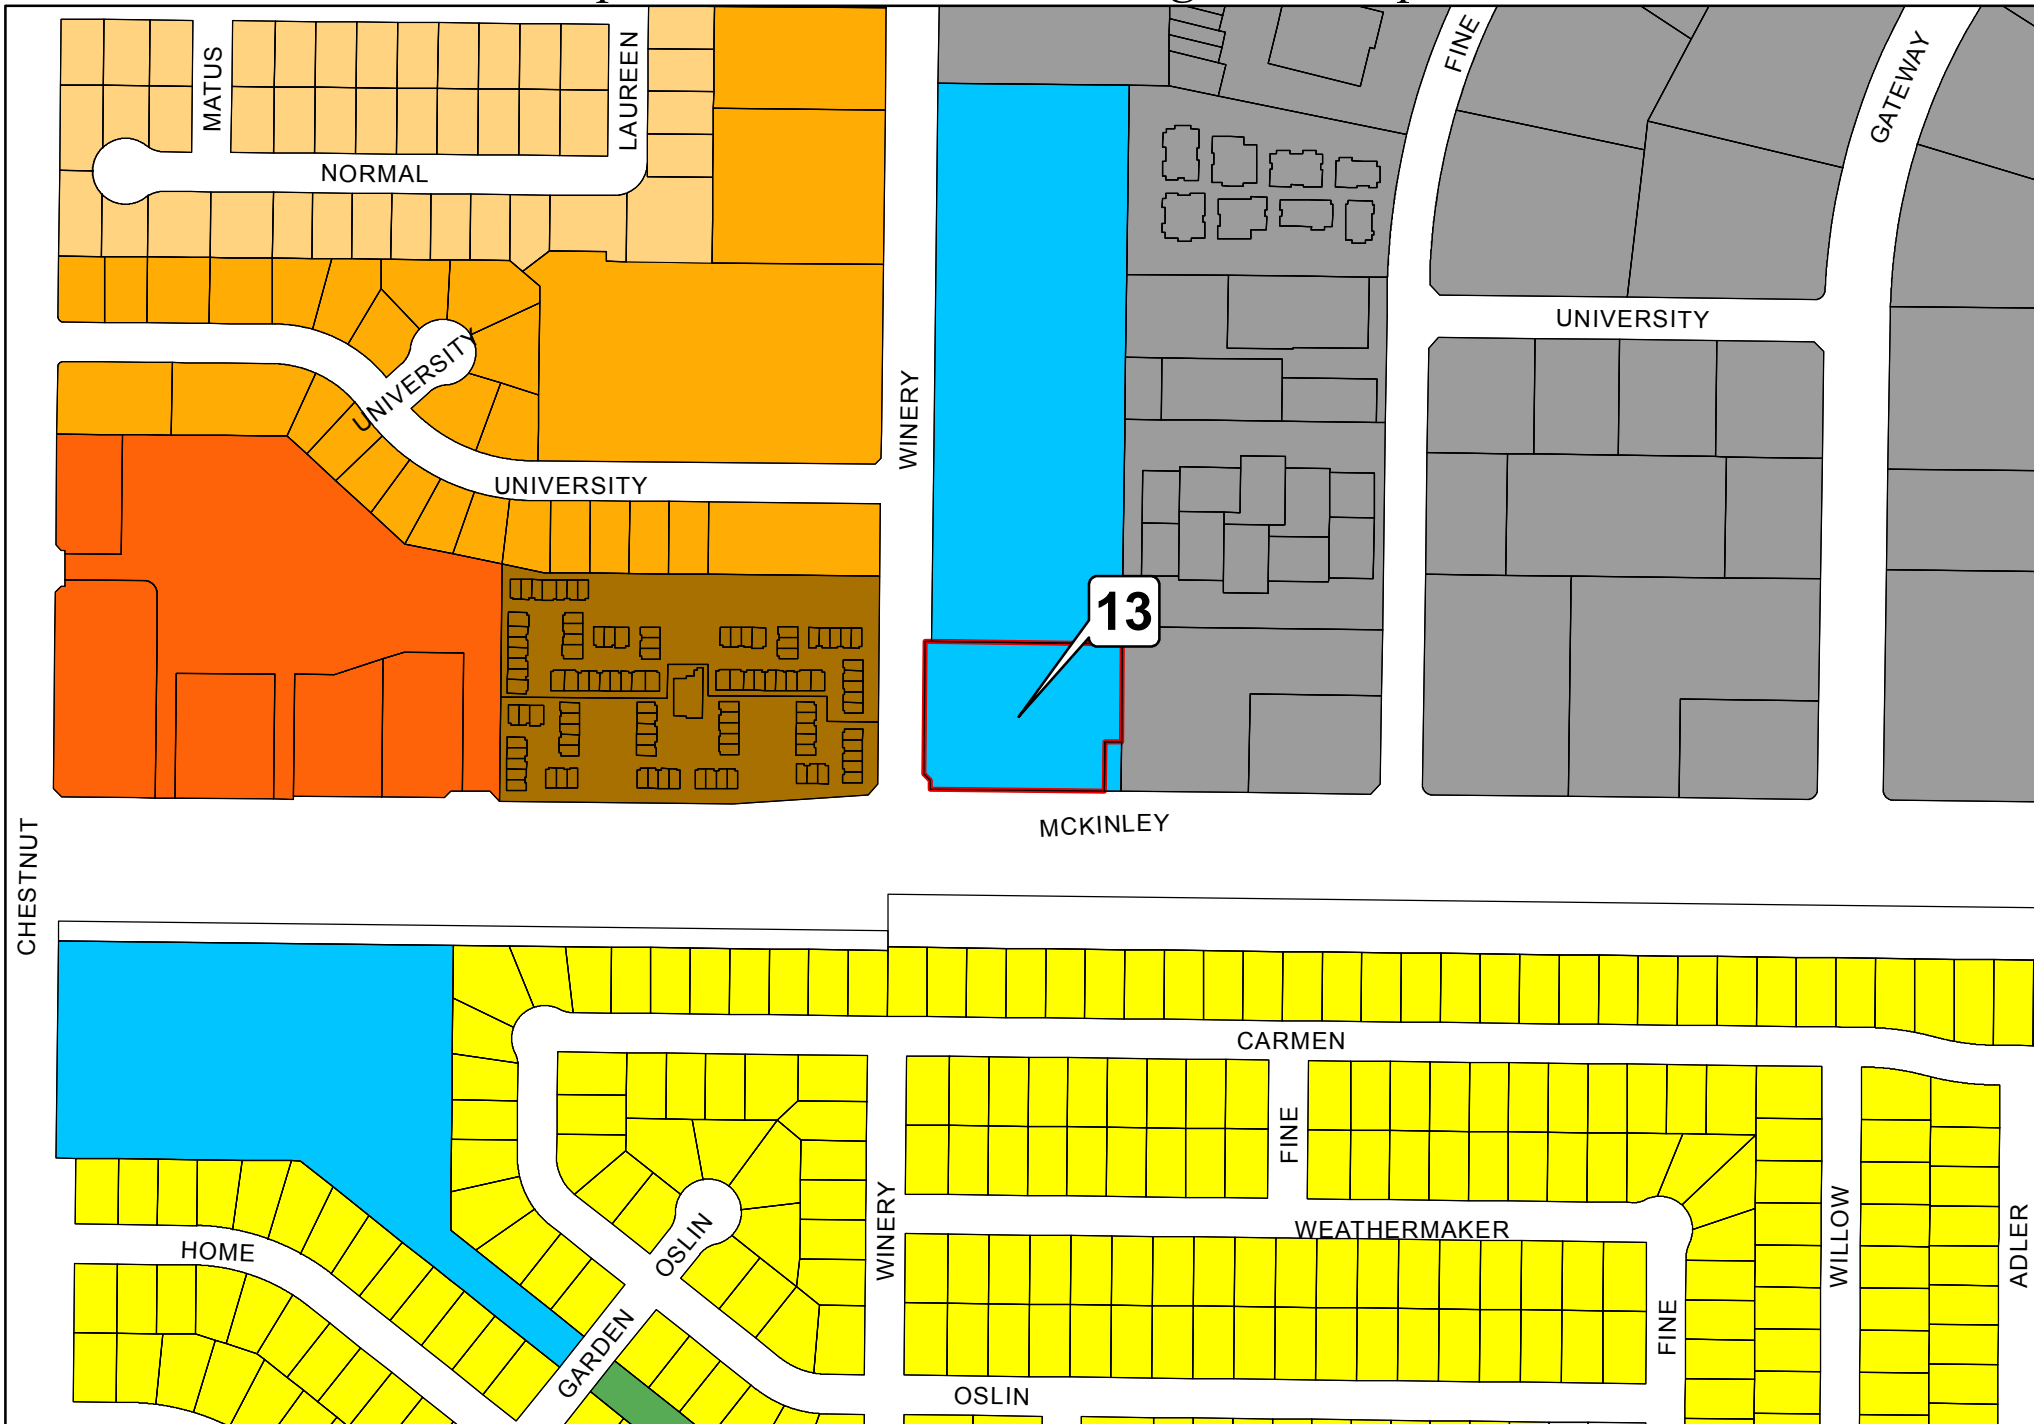 MATUS
LAUREEN
FINE
GATEWAY
NORMAL
UNIVERSITY
UNIVERSITY
WINERY
UNIVERSITY
13
MCKINLEY
CHESTNUT
CARMEN
FINE
WINERY
WEATHERMAKER
WILLOW
ADLER
HOME
OSLIN
GARDEN
FINE
OSLIN